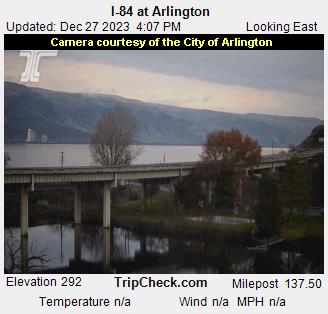 I-84 at Arlington
Updated: Dec 27 2023 4:07 PM Looking East
Camera courtesy of the City of Arlington
Elevation 292 TripCheck.com Milepost 137.50
Temperature n/a Wind n/a MPH n/a